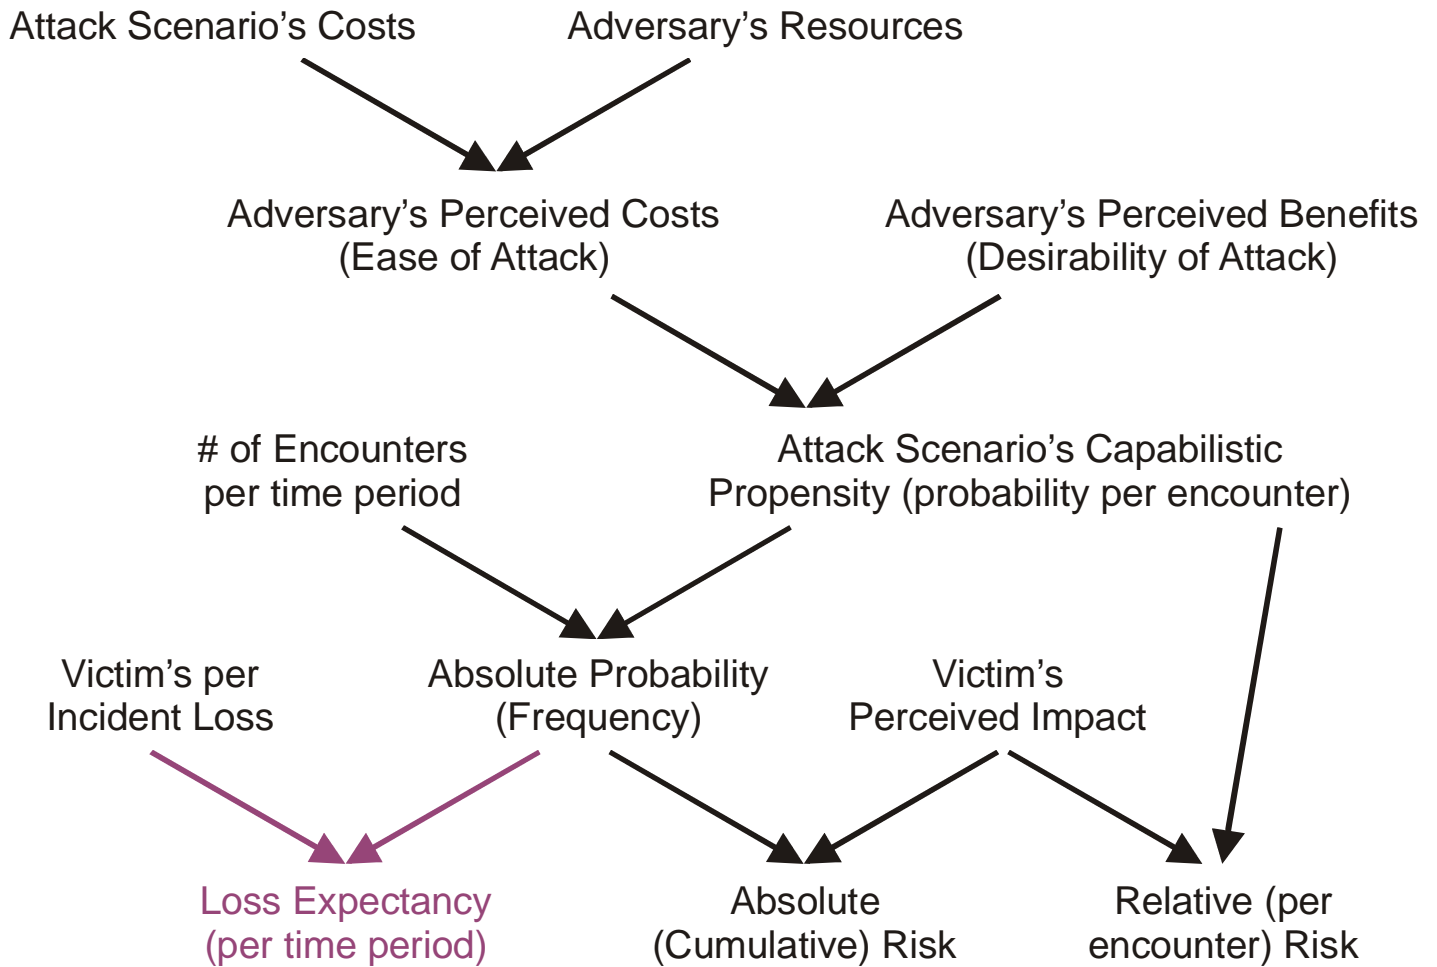 Attack Scenario’s Costs
Adversary’s Resources
Adversary’s Perceived Costs
(Ease of Attack)
Adversary’s Perceived Benefits
(Desirability of Attack)
# of Encounters
per time period
Attack Scenario’s Capabilistic
Propensity (probability per encounter)
Victim’s per
Incident Loss
Absolute Probability
(Frequency)
Victim’s
Perceived Impact
Loss Expectancy
(per time period)
Absolute
(Cumulative) Risk
Relative (per
encounter) Risk